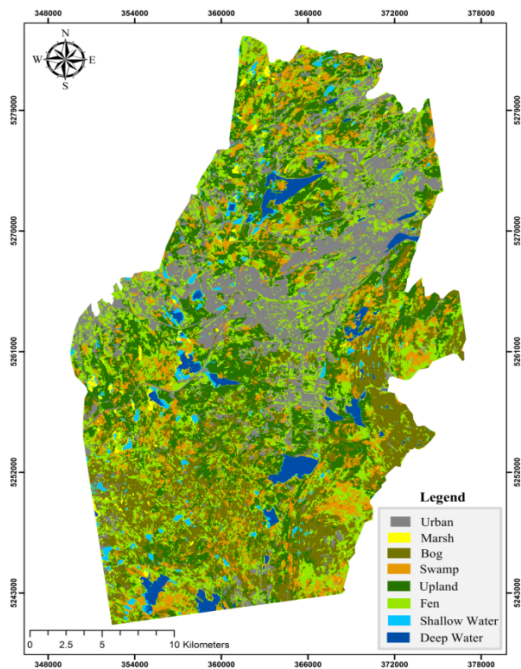 348000 354000 360000 366000 372000 378000
N
W E
S
5279000 5279000
5270000 5270000
5261000 5261000
5252000 5252000
5243000 5243000
Legend
Urban
Marsh
Bog
Swamp
Upland
Fen
Shallow Water
Deep Water
0 2.5 5 10 Kilometers
348000 354000 360000 366000 372000 378000